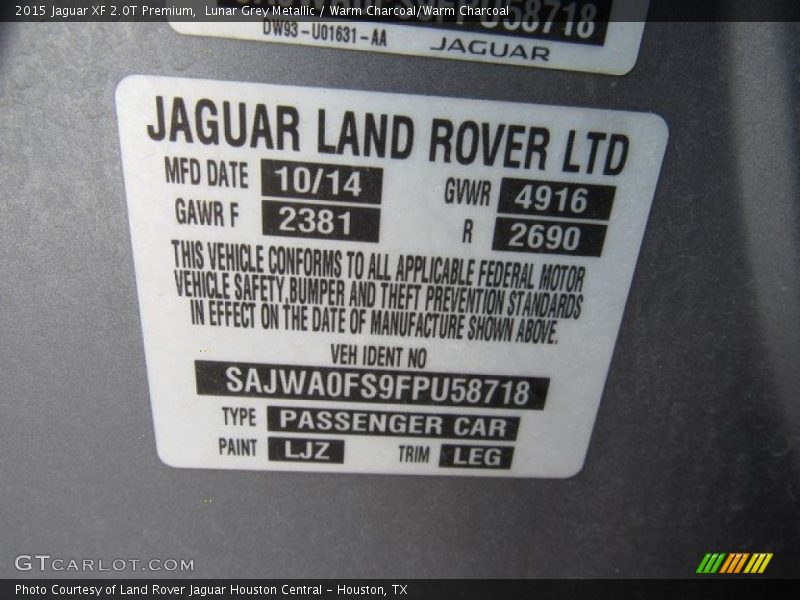 2015 Jaguar XF 2.0T Premium,  Lunar Grey Metallic / Warm Charcoal/Warm Charcoal
58718
DW93-U01631-AA JAGUAR
JAGUAR LAND ROVER LTD
MFD DATE 10/14 GVWR 4916
GAWR F 2381 R 2690
THIS VEHICLE CONFORMS TO ALL APPLICABLE FEDERAL MOTOR
VEHICLE SAFETY,BUMPER AND THEFT PREVENTION STANDARDS
IN EFFECT ON THE DATE OF MANUFACTURE SHOWN ABOVE.
VEH IDENT NO
SAJWA0FS9FPU58718
TYPE PASSENGER CAR
PAINT LJZ TRIM LEG
GTCARLOT.COM
Photo Courtesy of Land Rover Jaguar Houston Central - Houston, TX